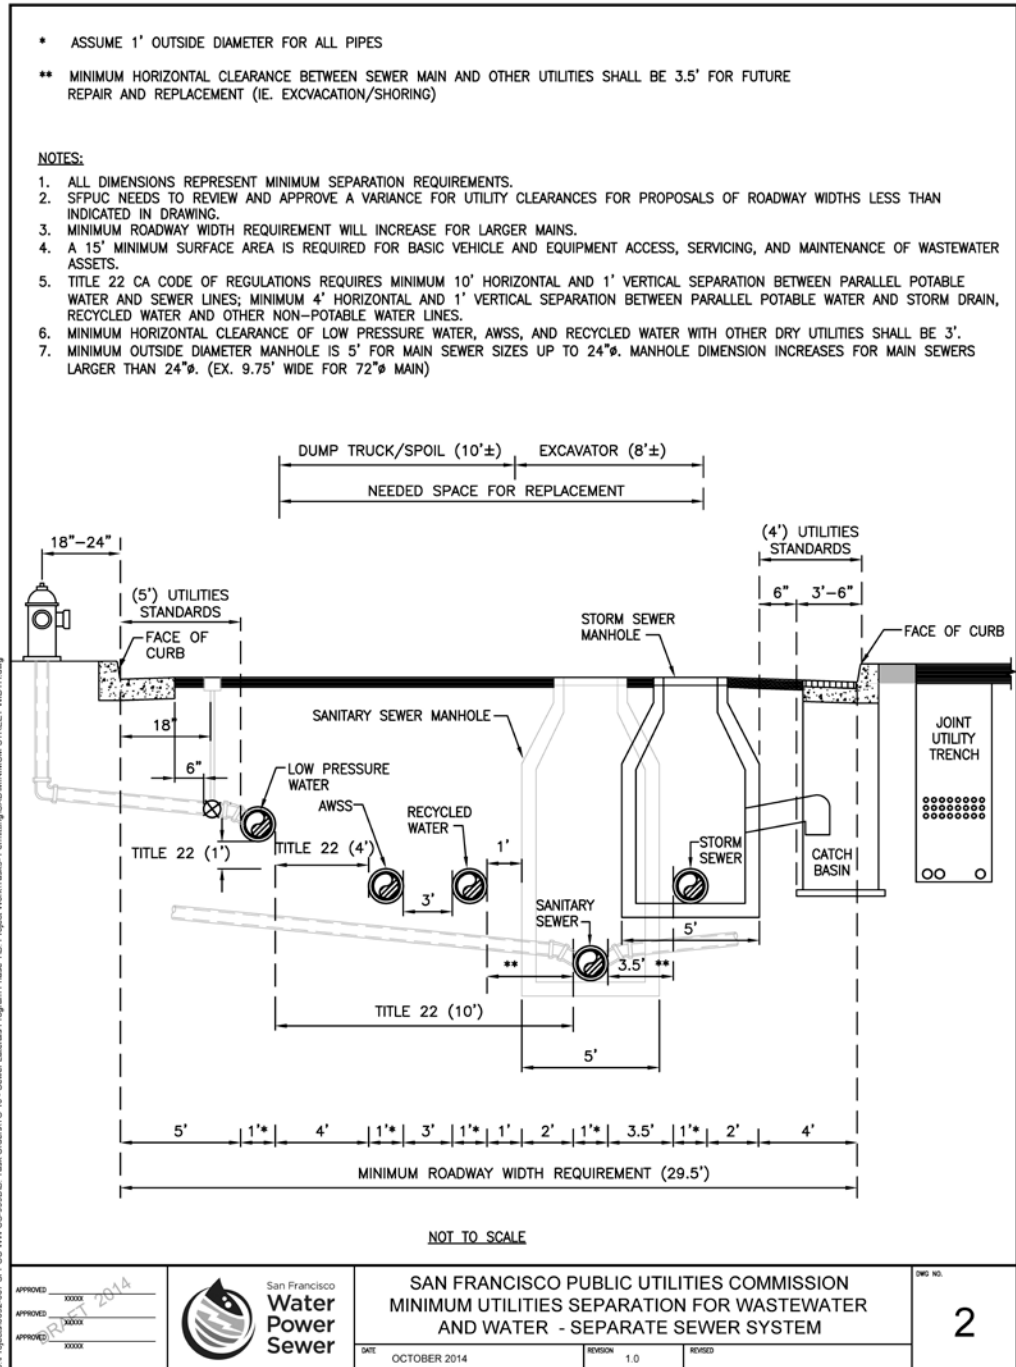 * ASSUME 1' OUTSIDE DIAMETER FOR ALL PIPES
** MINIMUM HORIZONTAL CLEARANCE BETWEEN SEWER MAIN AND OTHER UTILITIES SHALL BE 3.5' FOR FUTURE
REPAIR AND REPLACEMENT (IE. EXCVACATION/SHORING)
NOTES:
1. ALL DIMENSIONS REPRESENT MINIMUM SEPARATION REQUIREMENTS.
2. SFPUC NEEDS TO REVIEW AND APPROVE A VARIANCE FOR UTILITY CLEARANCES FOR PROPOSALS OF ROADWAY WIDTHS LESS THAN
INDICATED IN DRAWING.
3. MINIMUM ROADWAY WIDTH REQUIREMENT WILL INCREASE FOR LARGER MAINS.
4. A 15' MINIMUM SURFACE AREA IS REQUIRED FOR BASIC VEHICLE AND EQUIPMENT ACCESS, SERVICING, AND MAINTENANCE OF WASTEWATER
ASSETS.
5. TITLE 22 CA CODE OF REGULATIONS REQUIRES MINIMUM 10' HORIZONTAL AND 1' VERTICAL SEPARATION BETWEEN PARALLEL POTABLE
WATER AND SEWER LINES; MINIMUM 4' HORIZONTAL AND 1' VERTICAL SEPARATION BETWEEN PARALLEL POTABLE WATER AND STORM DRAIN,
RECYCLED WATER AND OTHER NON-POTABLE WATER LINES.
6. MINIMUM HORIZONTAL CLEARANCE OF LOW PRESSURE WATER, AWSS, AND RECYCLED WATER WITH OTHER DRY UTILITIES SHALL BE 3'.
7. MINIMUM OUTSIDE DIAMETER MANHOLE IS 5' FOR MAIN SEWER SIZES UP TO 24"ø. MANHOLE DIMENSION INCREASES FOR MAIN SEWERS
LARGER THAN 24"ø. (EX. 9.75' WIDE FOR 72"ø MAIN)
DUMP TRUCK/SPOIL (10'±) EXCAVATOR (8'±)
NEEDED SPACE FOR REPLACEMENT
18"-24"
(4') UTILITIES
STANDARDS
(5') UTILITIES
STANDARDS
6" 3'-6"
STORM SEWER
MANHOLE
FACE OF
CURB
FACE OF CURB
18"
SANITARY SEWER MANHOLE
JOINT
UTILITY
TRENCH
6"
LOW PRESSURE
WATER
AWSS
RECYCLED
WATER
TITLE 22 (1')
TITLE 22 (4')
1'
STORM
SEWER
CATCH
BASIN
3'
SANITARY
SEWER
5'
**
3.5' **
TITLE 22 (10')
5'
5' 1'* 4' 1'* 3' 1'* 1' 2' 1'* 3.5' 1'* 2' 4'
MINIMUM ROADWAY WIDTH REQUIREMENT (29.5')
NOT TO SCALE
APPROVED XXXXX
APPROVED XXXXX
APPROVED XXXXX
DRAFT 2014
San Francisco
Water
Power
Sewer
SAN FRANCISCO PUBLIC UTILITIES COMMISSION
MINIMUM UTILITIES SEPARATION FOR WASTEWATER
AND WATER - SEPARATE SEWER SYSTEM
DATE OCTOBER 2014
REVISION 1.0
REVISED
DWG NO.
2